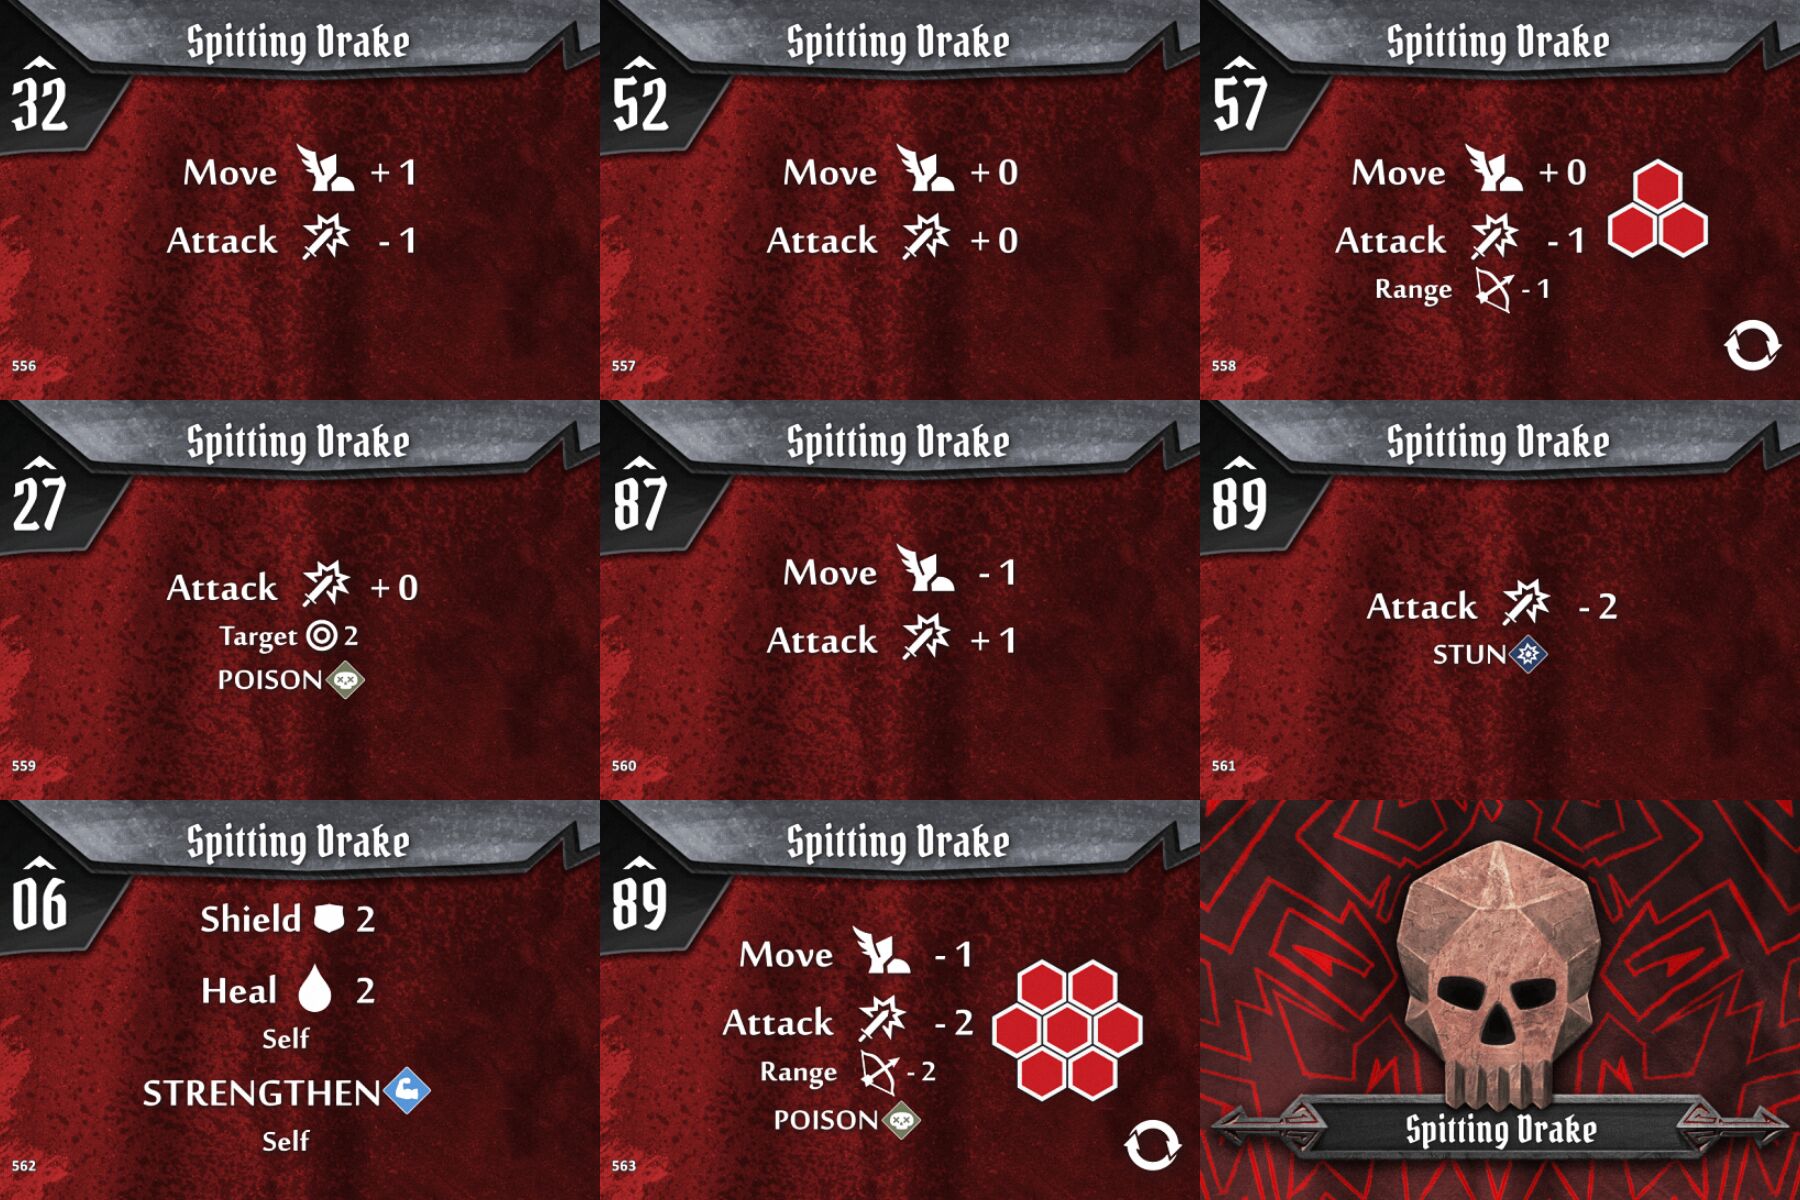 Spitting Drake
32
Move + 1
Attack - 1
556
Spitting Drake
52
Move + 0
Attack + 0
557
Spitting Drake
57
Move + 0
Attack - 1
Range - 1
558
Spitting Drake
27
Attack + 0
Target 2
POISON
559
Spitting Drake
87
Move - 1
Attack + 1
560
Spitting Drake
89
Attack - 2
STUN
561
Spitting Drake
06
Shield 2
Heal 2
Self
STRENGTHEN
Self
562
Spitting Drake
89
Move - 1
Attack - 2
Range - 2
POISON
563
Spitting Drake